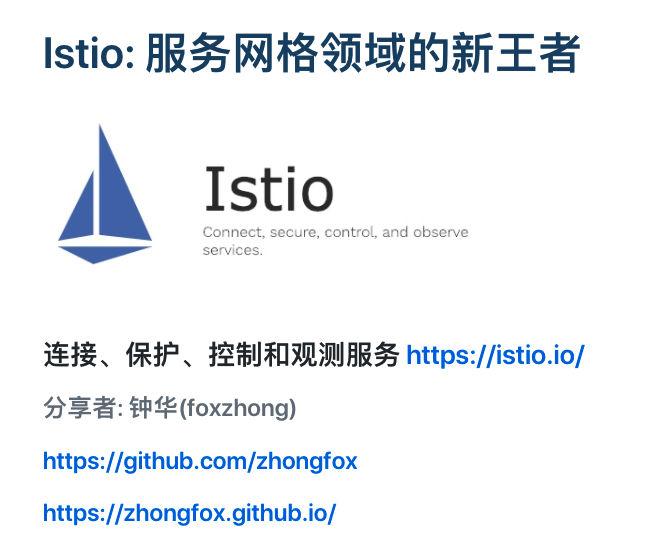 Istio: 服务网格领域的新王者
Istio
Connect, secure, control, and observe
services.
连接、保护、控制和观测服务 https://istio.io/
分享者: 钟华(foxzhong)
https://github.com/zhongfox
https://zhongfox.github.io/